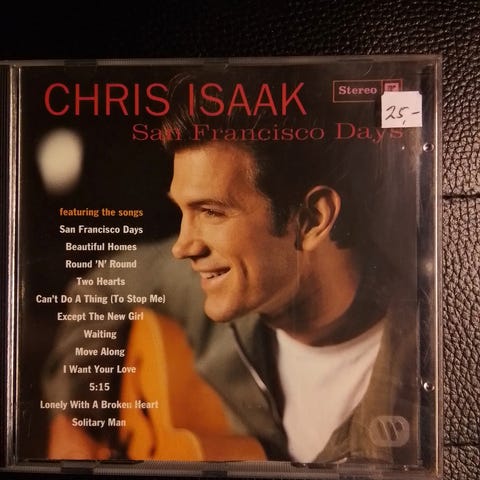 CHRIS ISAAK
Stereo r
25,-
San Francisco Days
featuring the songs
San Francisco Days
Beautiful Homes
Round 'N' Round
Two Hearts
Can't Do A Thing (To Stop Me)
Except The New Girl
Waiting
Move Along
I Want Your Love
5:15
Lonely With A Broken Heart
Solitary Man